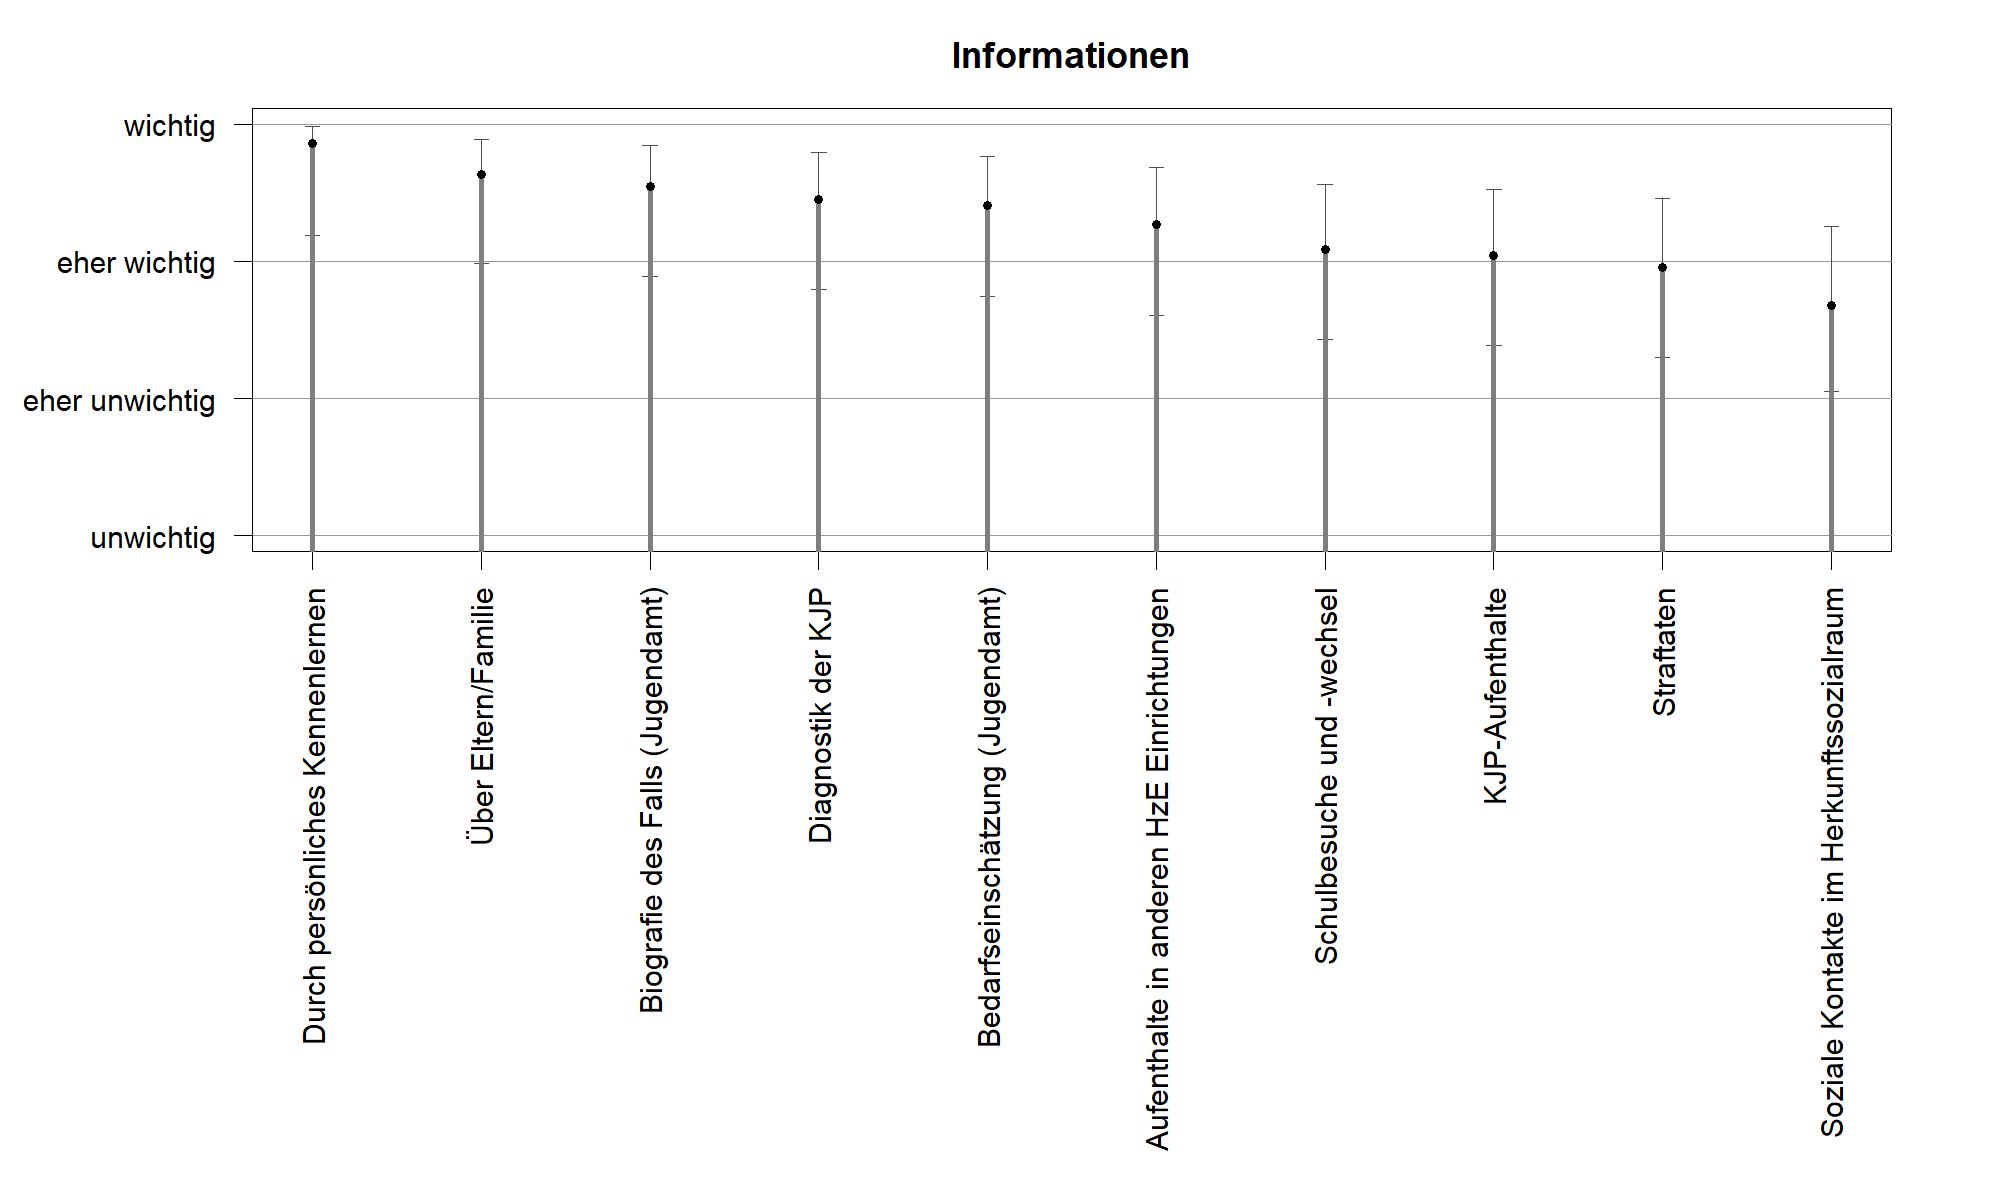 Informationen
wichtig
eher wichtig
eher unwichtig
unwichtig
Durch persönliches Kennenlernen
Über Eltern/Familie
Biografie des Falls (Jugendamt)
Diagnostik der KJP
Bedarfseinschätzung (Jugendamt)
Aufenthalte in anderen HzE Einrichtungen
Schulbesuche und -wechsel
KJP-Aufenthalte
Straftaten
Soziale Kontakte im Herkunftssozialraum